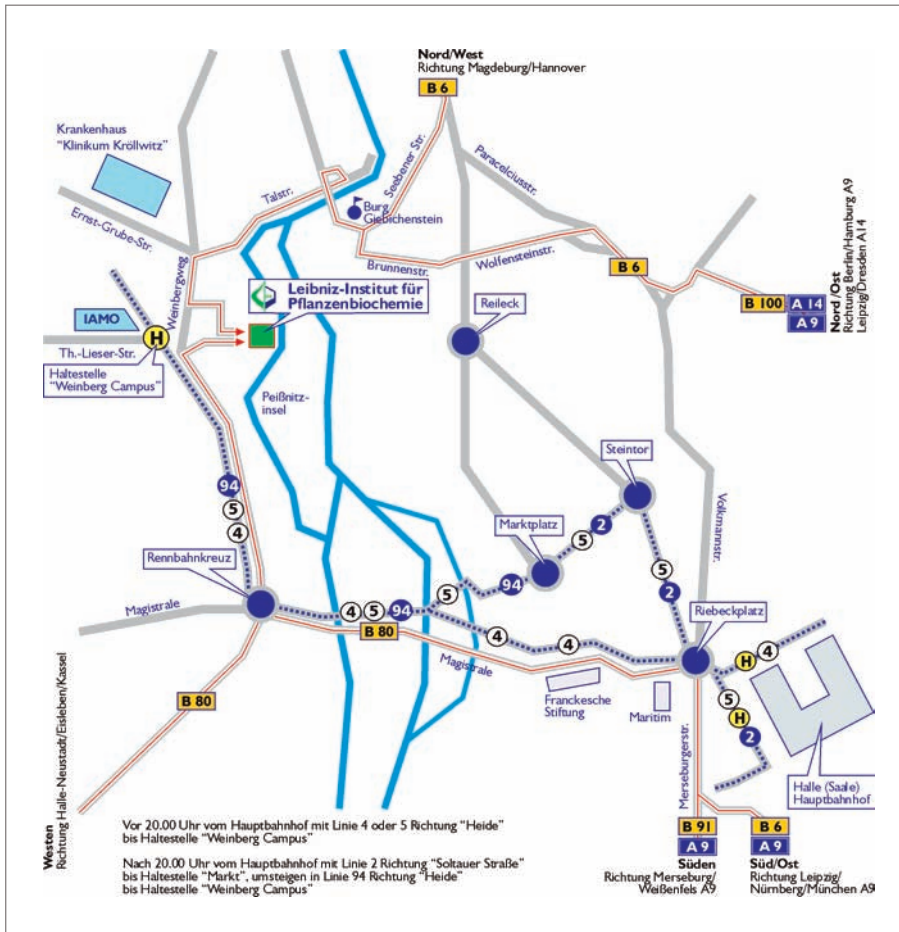 Nord/West
Richtung Magdeburg/Hannover
B 6
Krankenhaus
“Klinikum Kröllwitz”
Talstr.
Seebener Str.
Paracelciusstr.
Burg
Giebichenstein
Ernst-Grube-Str.
Brunnenstr.
Wolfensteinstr.
B 6
Weinbergweg
Leibniz-Institut für
Pflanzenbiochemie
Reileck
B 100
A 14
A 9
Nord /Ost
Richtung Berlin/Hamburg A9
Leipzig/Dresden A14
IAMO
H
Th.-Lieser-Str.
Haltestelle
“Weinberg Campus”
Peißnitz-
insel
Steintor
94
5
4
Marktplatz
2
5
Volkmannstr.
Rennbahnkreuz
5
94
5
2
Magistrale
4
5
94
B 80
4
4
Riebeckplatz
Magistrale
H
4
B 80
Franckesche
Stiftung
Maritim
5
H
2
Merseburgerstr.
Halle (Saale)
Hauptbahnhof
Westen
Richtung Halle-Neustadt/Eisleben/Kassel
Vor 20.00 Uhr vom Hauptbahnhof mit Linie 4 oder 5 Richtung “Heide”
bis Haltestelle “Weinberg Campus”
Nach 20.00 Uhr vom Hauptbahnhof mit Linie 2 Richtung “Soltauer Straße”
bis Haltestelle “Markt”, umsteigen in Linie 94 Richtung “Heide”
bis Haltestelle “Weinberg Campus”
B 91
A 9
Süden
Richtung Merseburg/
Weißenfels A9
B 6
A 9
Süd/Ost
Richtung Leipzig/
Nürnberg/München A9